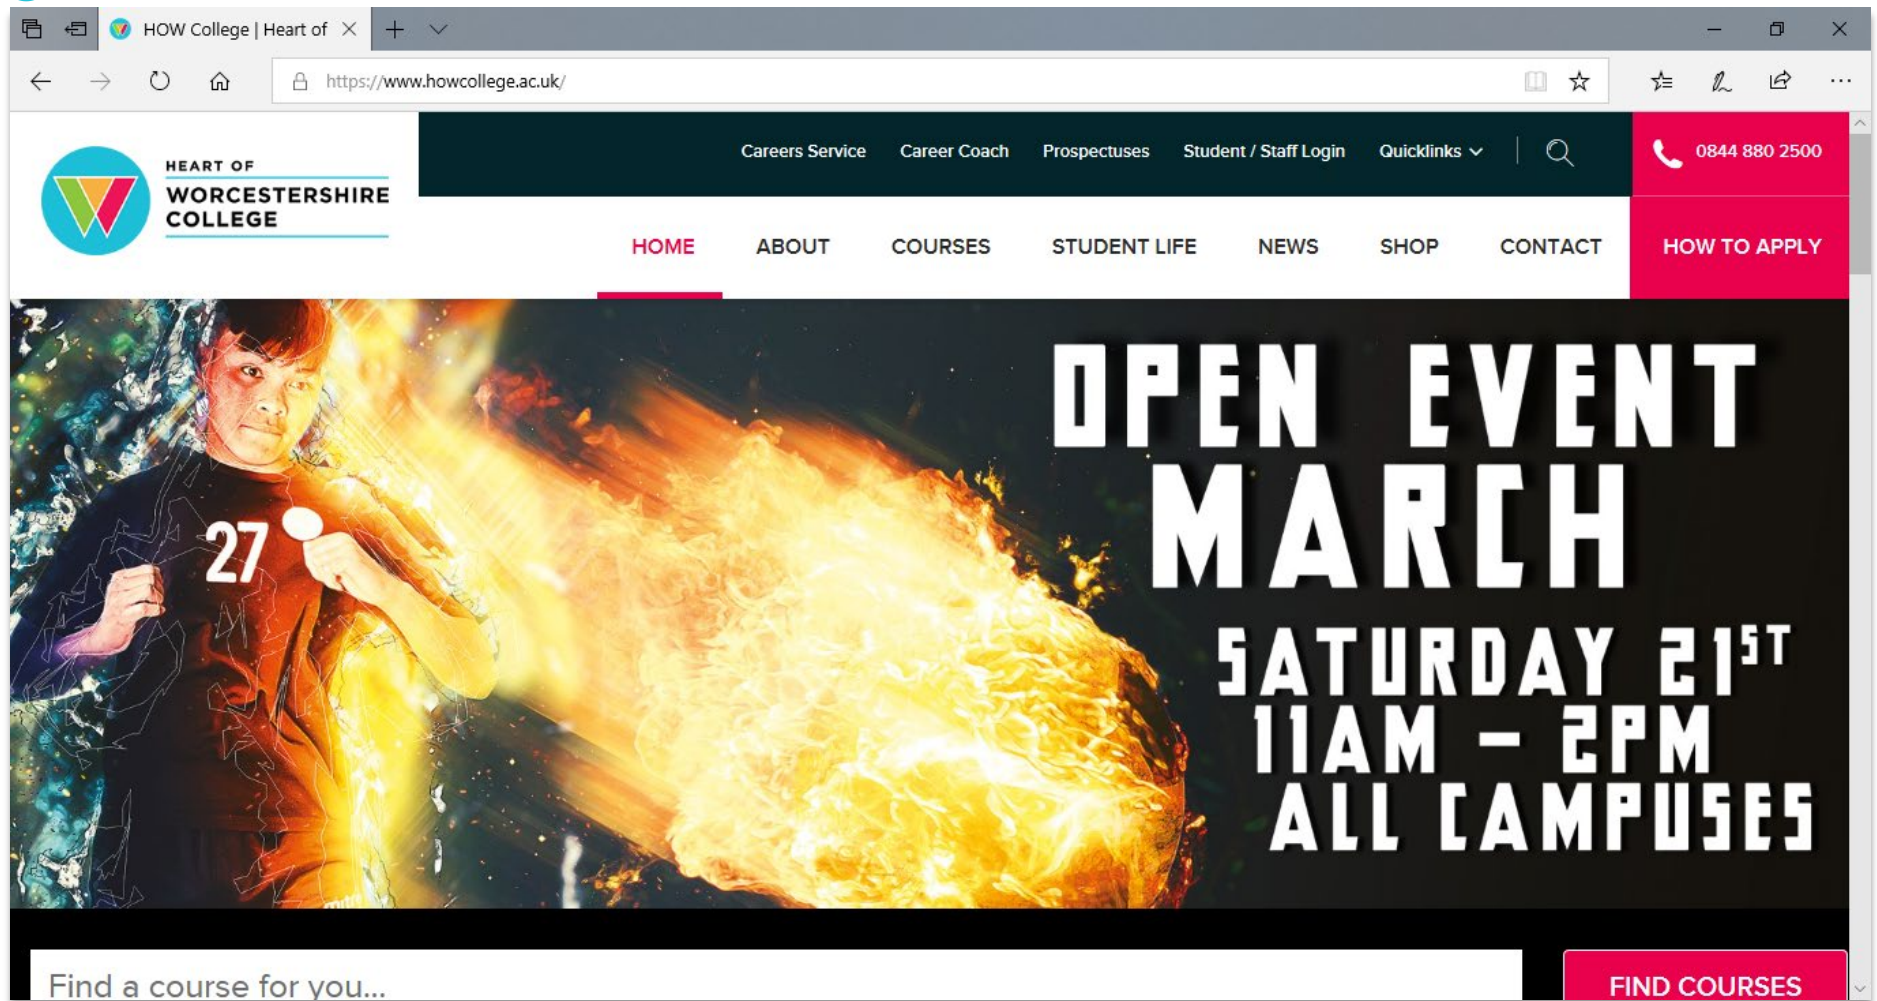 HOW College | Heart of
https://www.howcollege.ac.uk/
HEART OF
WORCESTERSHIRE
COLLEGE
Careers Service Career Coach Prospectuses Student / Staff Login Quicklinks
0844 880 2500
HOME ABOUT COURSES STUDENT LIFE NEWS SHOP CONTACT HOW TO APPLY
27
OPEN EVENT
MARCH
SATURDAY 21ST
11AM – 2PM
ALL CAMPUSES
Find a course for you...
FIND COURSES